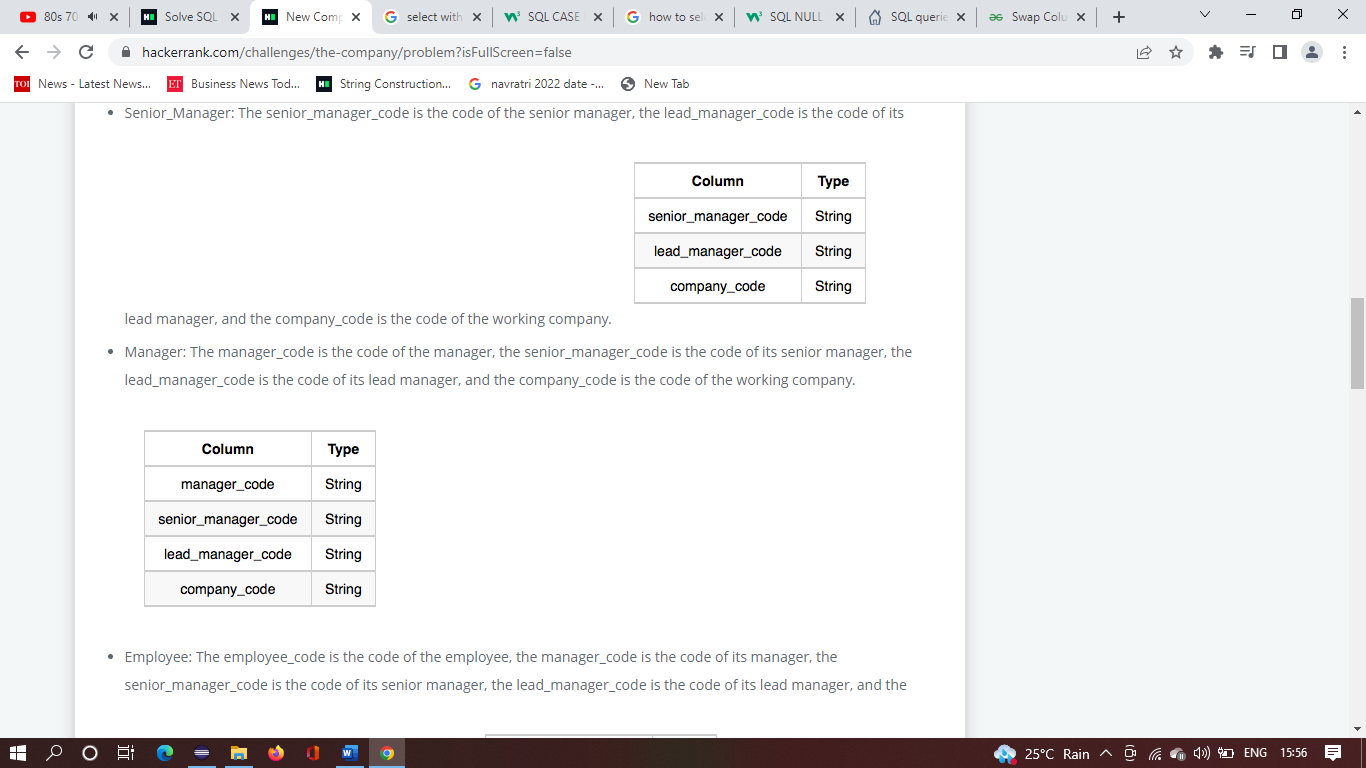 80s 70
Solve SQL
New Comp
select with
SQL CASE
how to sel
SQL NULL
SQL querie
Swap Colu
hackerrank.com/challenges/the-company/problem?isFullScreen=false
TOI News - Latest News...
ET Business News Tod...
String Construction...
navratri 2022 date -...
New Tab
Senior_Manager: The senior_manager_code is the code of the senior manager, the lead_manager_code is the code of its
Column Type
senior_manager_code String
lead_manager_code String
company_code String
lead manager, and the company_code is the code of the working company.
Manager: The manager_code is the code of the manager, the senior_manager_code is the code of its senior manager, the
lead_manager_code is the code of its lead manager, and the company_code is the code of the working company.
Column Type
manager_code String
senior_manager_code String
lead_manager_code String
company_code String
Employee: The employee_code is the code of the employee, the manager_code is the code of its manager, the
senior_manager_code is the code of its senior manager, the lead_manager_code is the code of its lead manager, and the
25°C Rain
ENG
15:56